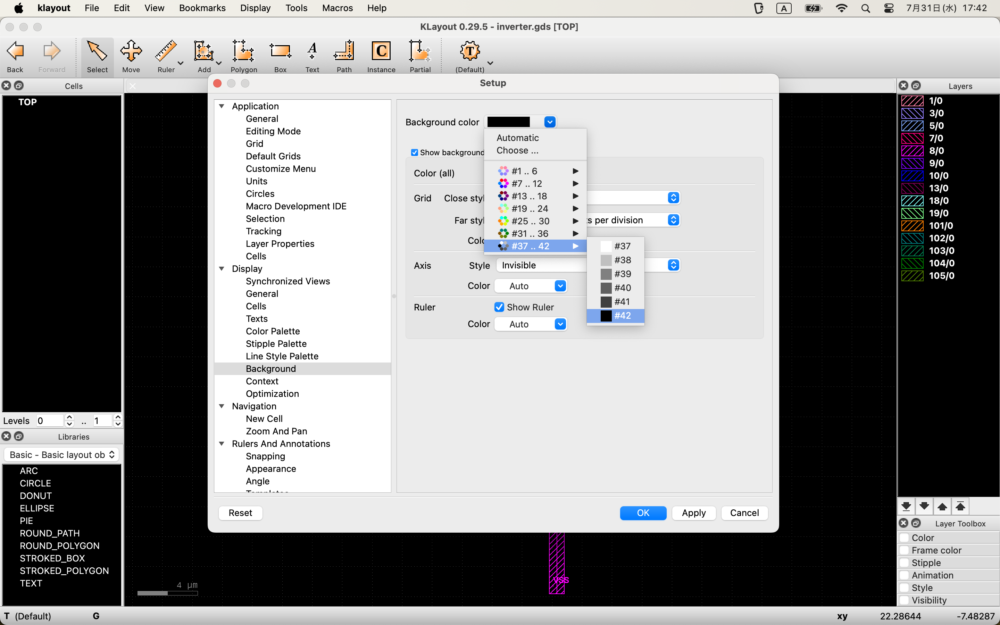 klayout File Edit View Bookmarks Display Tools Macros Help A 7月31日(水) 17:42
KLayout 0.29.5 - inverter.gds [TOP]
Back Forward Select Move Ruler Add Polygon Box Text Path Instance Partial (Default)
Cells
TOP
Levels 0 .. 1
Libraries
Basic - Basic layout ob
ARC
CIRCLE
DONUT
ELLIPSE
PIE
ROUND_PATH
ROUND_POLYGON
STROKED_BOX
STROKED_POLYGON
TEXT
Setup
Application
General
Editing Mode
Grid
Default Grids
Customize Menu
Units
Circles
Macro Development IDE
Selection
Tracking
Layer Properties
Cells
Display
Synchronized Views
General
Cells
Texts
Color Palette
Stipple Palette
Line Style Palette
Background
Context
Optimization
Navigation
New Cell
Zoom And Pan
Rulers And Annotations
Snapping
Appearance
Angle
Background color
Automatic
Choose ...
#1 .. 6
#7 .. 12
#13 .. 18
#19 .. 24
#25 .. 30
#31 .. 36
#37 .. 42
#37
#38
#39
#40
#41
#42
Show background
Color (all)
Grid Close styl
Far styl s per division
Colo
Axis Style Invisible
Color Auto
Ruler Show Ruler
Color Auto
Reset OK Apply Cancel
4 µm
VSS
Layers
1/0
3/0
5/0
7/0
8/0
9/0
10/0
13/0
18/0
19/0
101/0
102/0
103/0
104/0
105/0
Layer Toolbox
Color
Frame color
Stipple
Animation
Style
Visibility
T (Default) G xy 22.28644 -7.48287